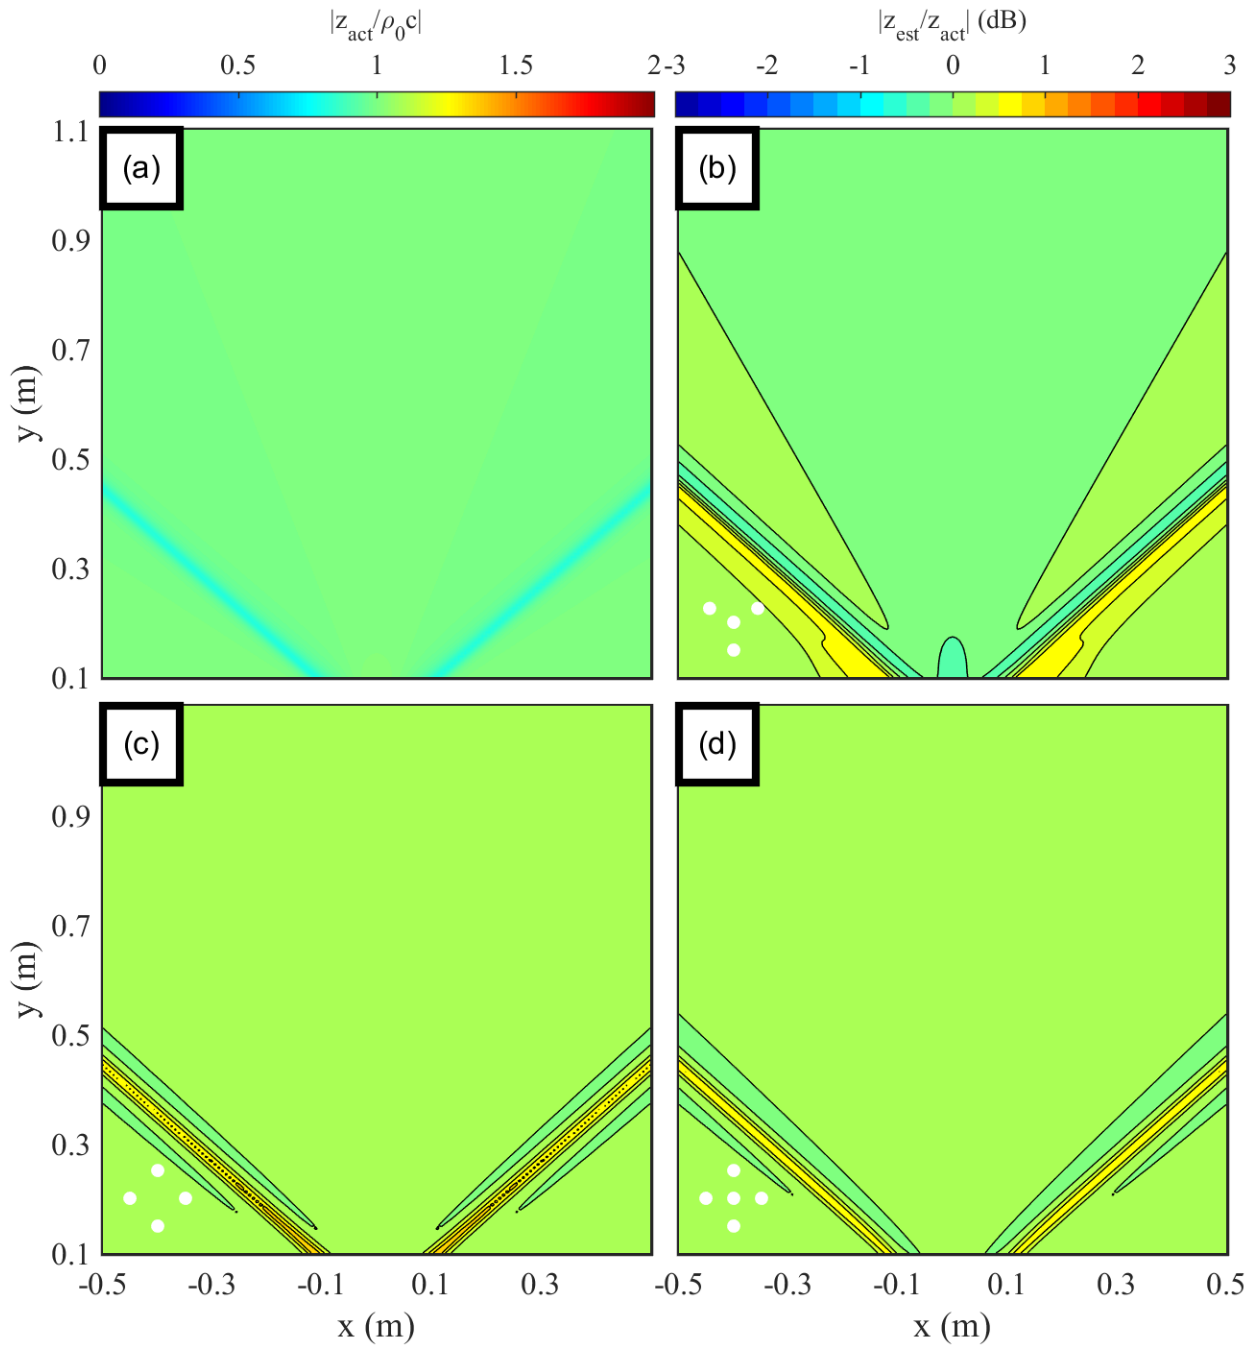 |z_act/ρ_0c|
|z_est/z_act| (dB)
0 0.5 1 1.5 2
-3 -2 -1 0 1 2 3
(a)
(b)
1.1
0.9
0.7
0.5
0.3
0.1
y (m)
(c)
(d)
0.9
0.7
0.5
0.3
0.1
y (m)
-0.5 -0.3 -0.1 0.1 0.3
-0.5 -0.3 -0.1 0.1 0.3 0.5
x (m)
x (m)